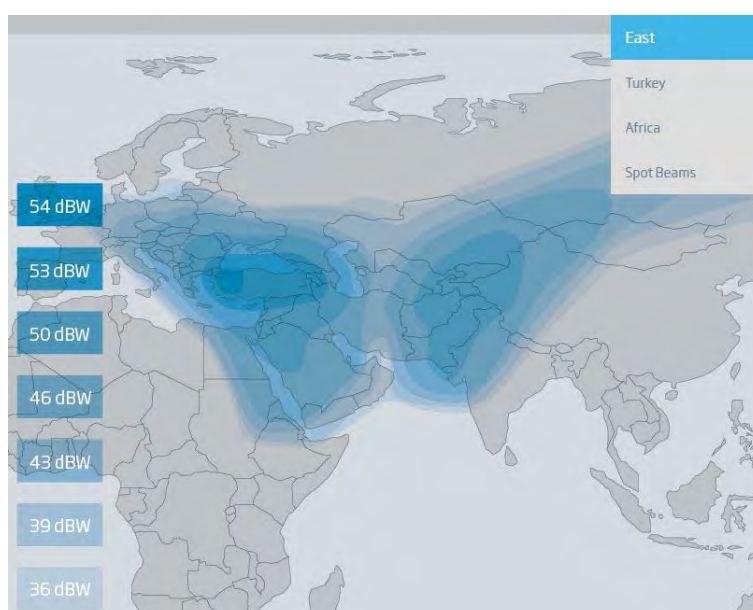 East
Turkey
Africa
Spot Beams
54 dBW
53 dBW
50 dBW
46 dBW
43 dBW
39 dBW
36 dBW